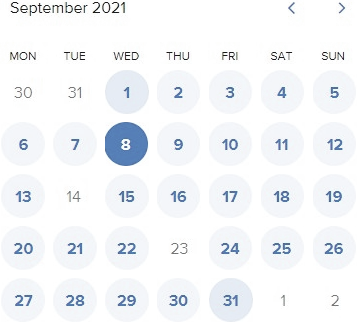 September 2021
MON TUE WED THU FRI SAT SUN
30 31 1 2 3 4 5
6 7 8 9 10 11 12
13 14 15 16 17 18 19
20 21 22 23 24 25 26
27 28 29 30 31 1 2